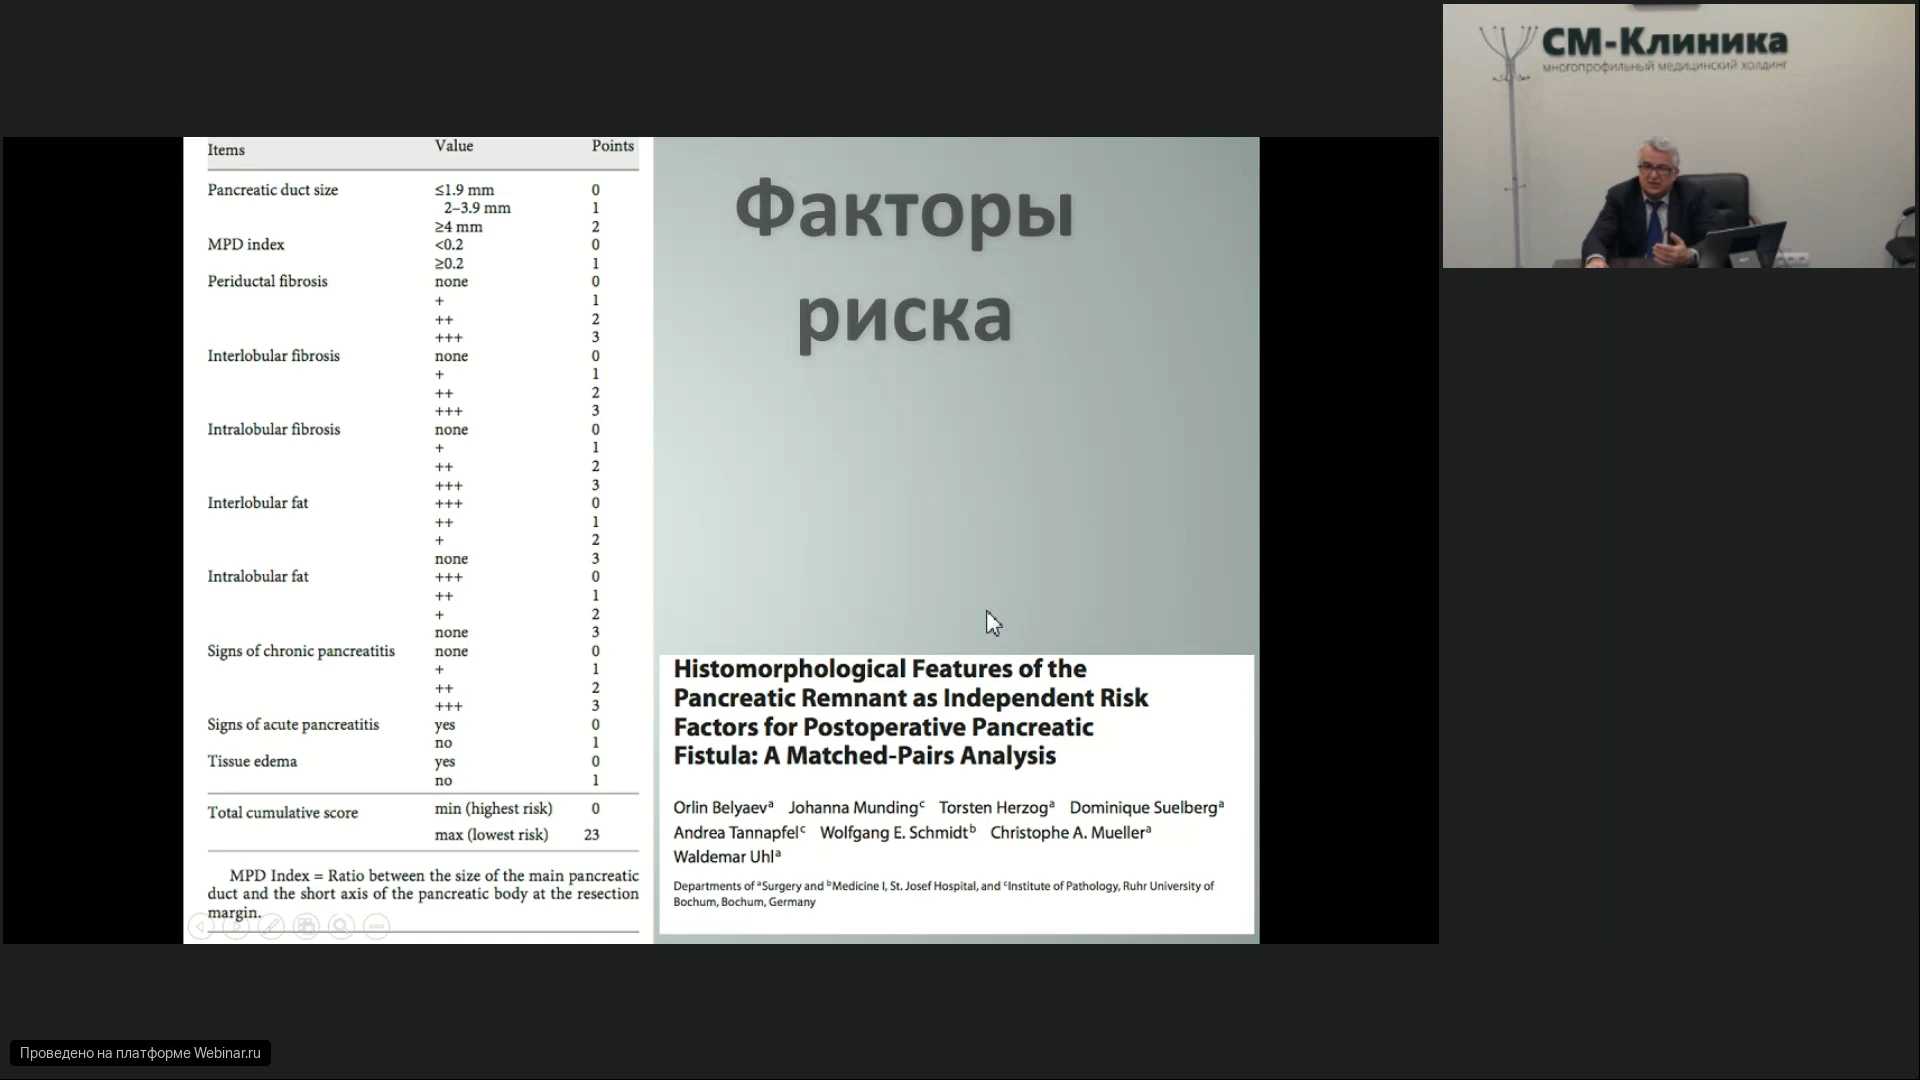 СМ-Клиника
многопрофильный медицинский холдинг
Items Value Points
Pancreatic duct size ≤1.9 mm 0
2–3.9 mm 1
≥4 mm 2
MPD index <0.2 0
≥0.2 1
Periductal fibrosis none 0
+ 1
++ 2
+++ 3
Interlobular fibrosis none 0
+ 1
++ 2
+++ 3
Intralobular fibrosis none 0
+ 1
++ 2
+++ 3
Interlobular fat +++ 0
++ 1
+ 2
none 3
Intralobular fat +++ 0
++ 1
+ 2
none 3
Signs of chronic pancreatitis none 0
+ 1
++ 2
+++ 3
Signs of acute pancreatitis yes 0
no 1
Tissue edema yes 0
no 1
Total cumulative score min (highest risk) 0
max (lowest risk) 23
MPD Index = Ratio between the size of the main pancreatic
duct and the short axis of the pancreatic body at the resection
margin.
Факторы
риска
Histomorphological Features of the
Pancreatic Remnant as Independent Risk
Factors for Postoperative Pancreatic
Fistula: A Matched-Pairs Analysis
Orlin Belyaevᵃ Johanna Mundingᶜ Torsten Herzogᵃ Dominique Suelbergᵃ
Andrea Tannapfelᶜ Wolfgang E. Schmidtᵇ Christophe A. Muellerᵃ
Waldemar Uhlᵃ
Departments of ᵃSurgery and ᵇMedicine I, St. Josef Hospital, and ᶜInstitute of Pathology, Ruhr University of
Bochum, Bochum, Germany
Проведено на платформе Webinar.ru